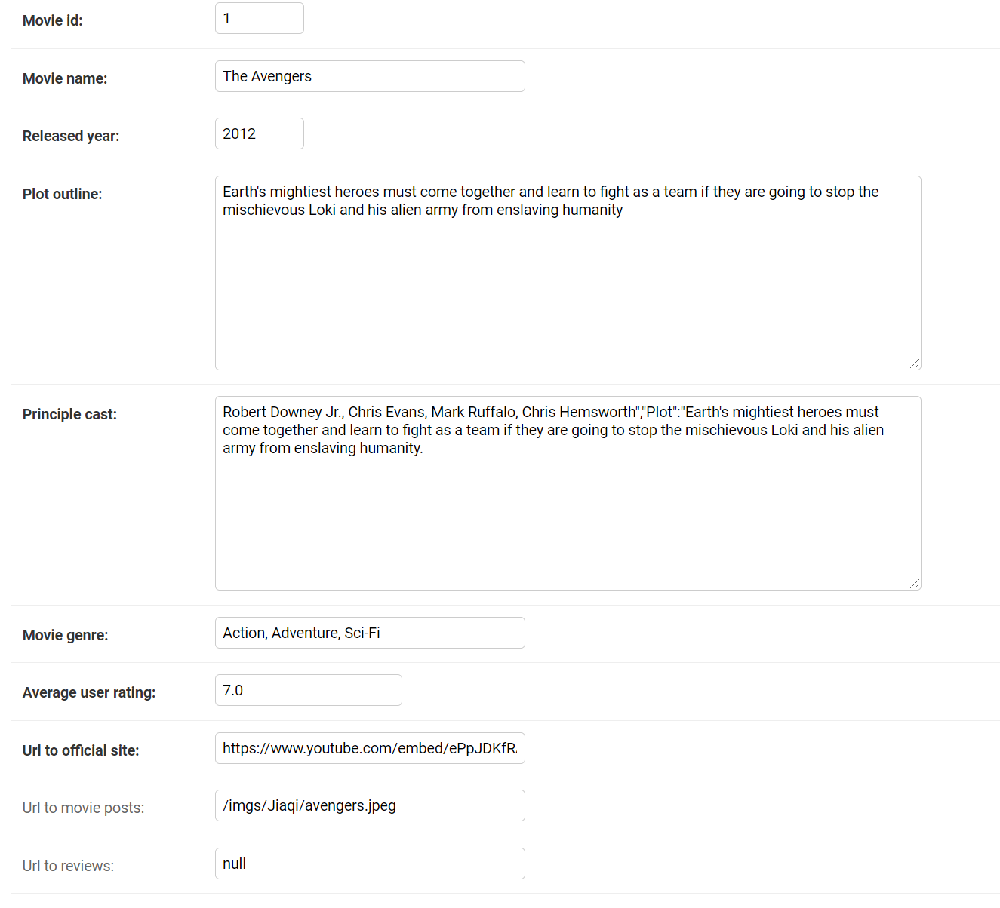 Movie id: 1
Movie name: The Avengers
Released year: 2012
Plot outline: Earth's mightiest heroes must come together and learn to fight as a team if they are going to stop the
mischievous Loki and his alien army from enslaving humanity
Principle cast: Robert Downey Jr., Chris Evans, Mark Ruffalo, Chris Hemsworth","Plot":"Earth's mightiest heroes must
come together and learn to fight as a team if they are going to stop the mischievous Loki and his alien
army from enslaving humanity.
Movie genre: Action, Adventure, Sci-Fi
Average user rating: 7.0
Url to official site: https://www.youtube.com/embed/ePpJDKfR
Url to movie posts: /imgs/Jiaqi/avengers.jpeg
Url to reviews: null